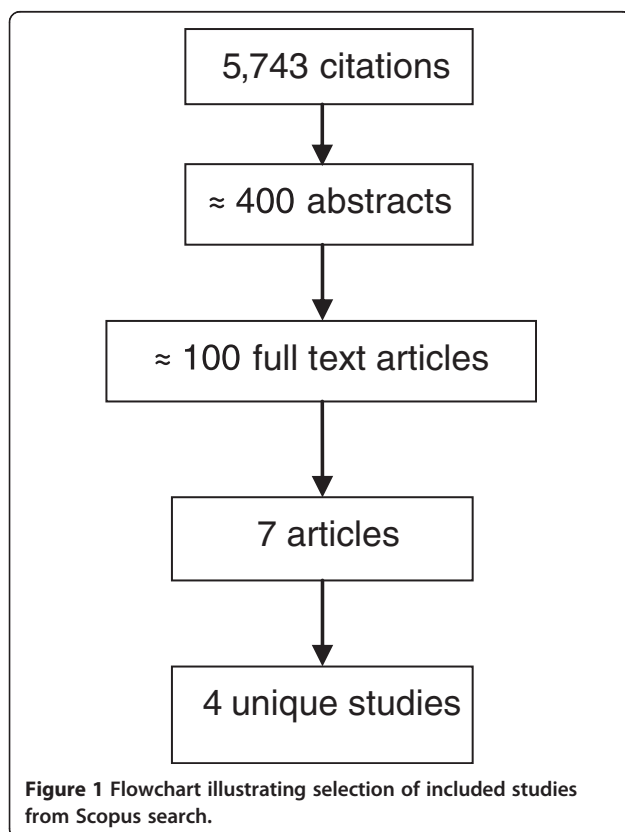 5,743 citations
≈ 400 abstracts
≈ 100 full text articles
7 articles
4 unique studies
Figure 1 Flowchart illustrating selection of included studies
from Scopus search.